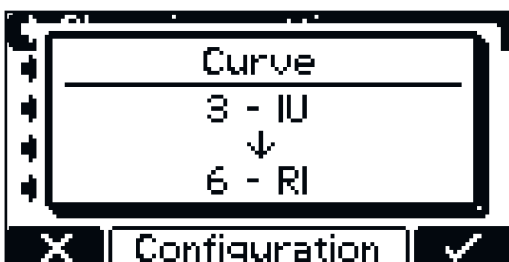 Curve
3 - IU
↓
6 - RI
Configuration